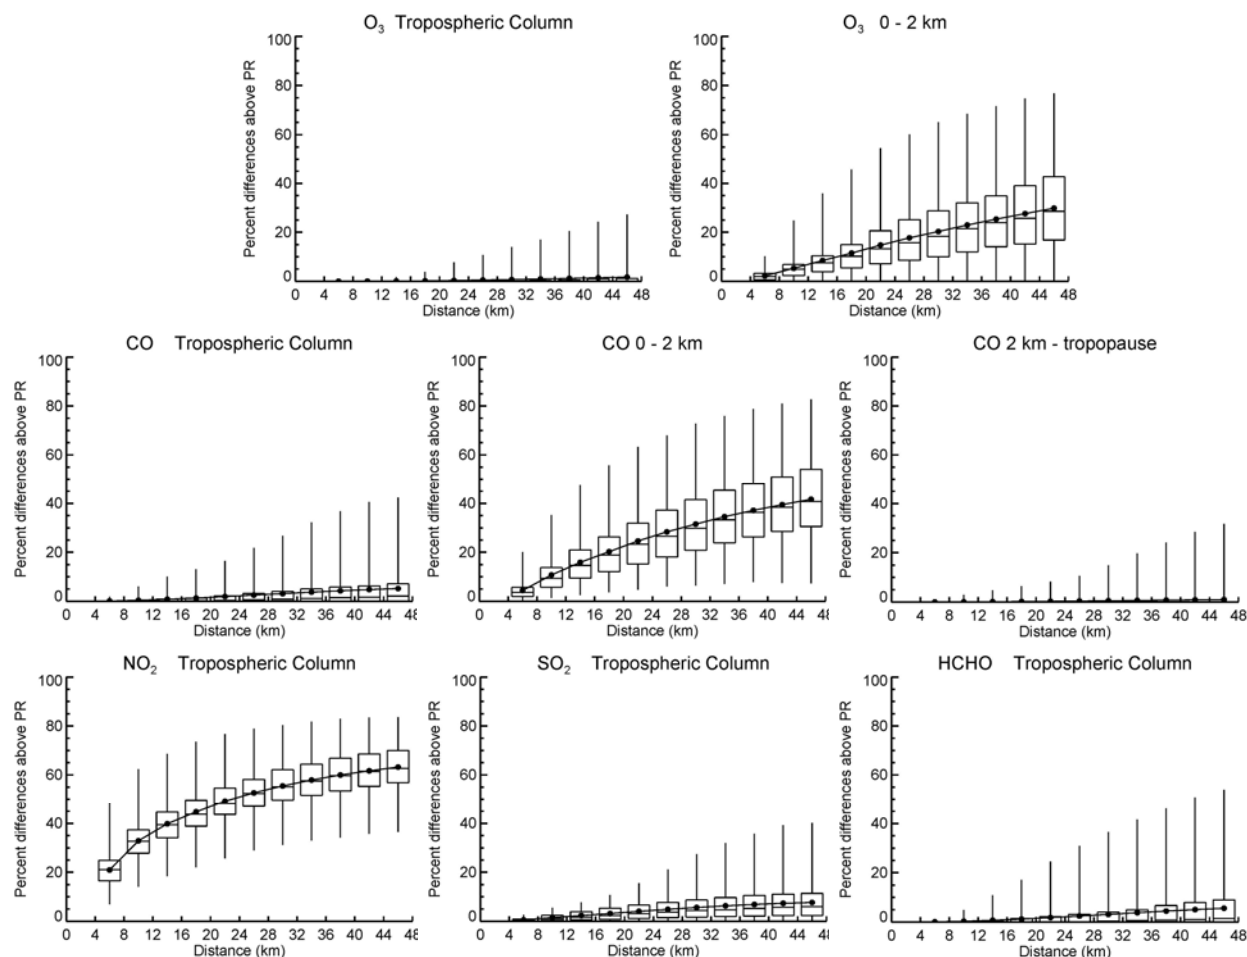 O3 Tropospheric Column
Percent differences above PR
100
80
60
40
20
0
0 4 8 12 16 20 24 28 32 36 40 44 48
Distance (km)
O3 0 - 2 km
Percent differences above PR
100
80
60
40
20
0
0 4 8 12 16 20 24 28 32 36 40 44 48
Distance (km)
CO Tropospheric Column
Percent differences above PR
100
80
60
40
20
0
0 4 8 12 16 20 24 28 32 36 40 44 48
Distance (km)
CO 0 - 2 km
Percent differences above PR
100
80
60
40
20
0
0 4 8 12 16 20 24 28 32 36 40 44 48
Distance (km)
CO 2 km - tropopause
Percent differences above PR
100
80
60
40
20
0
0 4 8 12 16 20 24 28 32 36 40 44 48
Distance (km)
NO2 Tropospheric Column
Percent differences above PR
100
80
60
40
20
0
0 4 8 12 16 20 24 28 32 36 40 44 48
Distance (km)
SO2 Tropospheric Column
Percent differences above PR
100
80
60
40
20
0
0 4 8 12 16 20 24 28 32 36 40 44 48
Distance (km)
HCHO Tropospheric Column
Percent differences above PR
100
80
60
40
20
0
0 4 8 12 16 20 24 28 32 36 40 44 48
Distance (km)